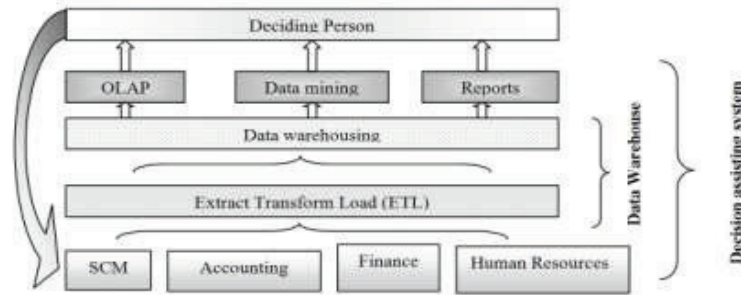 Deciding Person
OLAP
Data mining
Reports
Data warehousing
Extract Transform Load (ETL)
SCM
Accounting
Finance
Human Resources
Data Warehouse
Decision assisting system